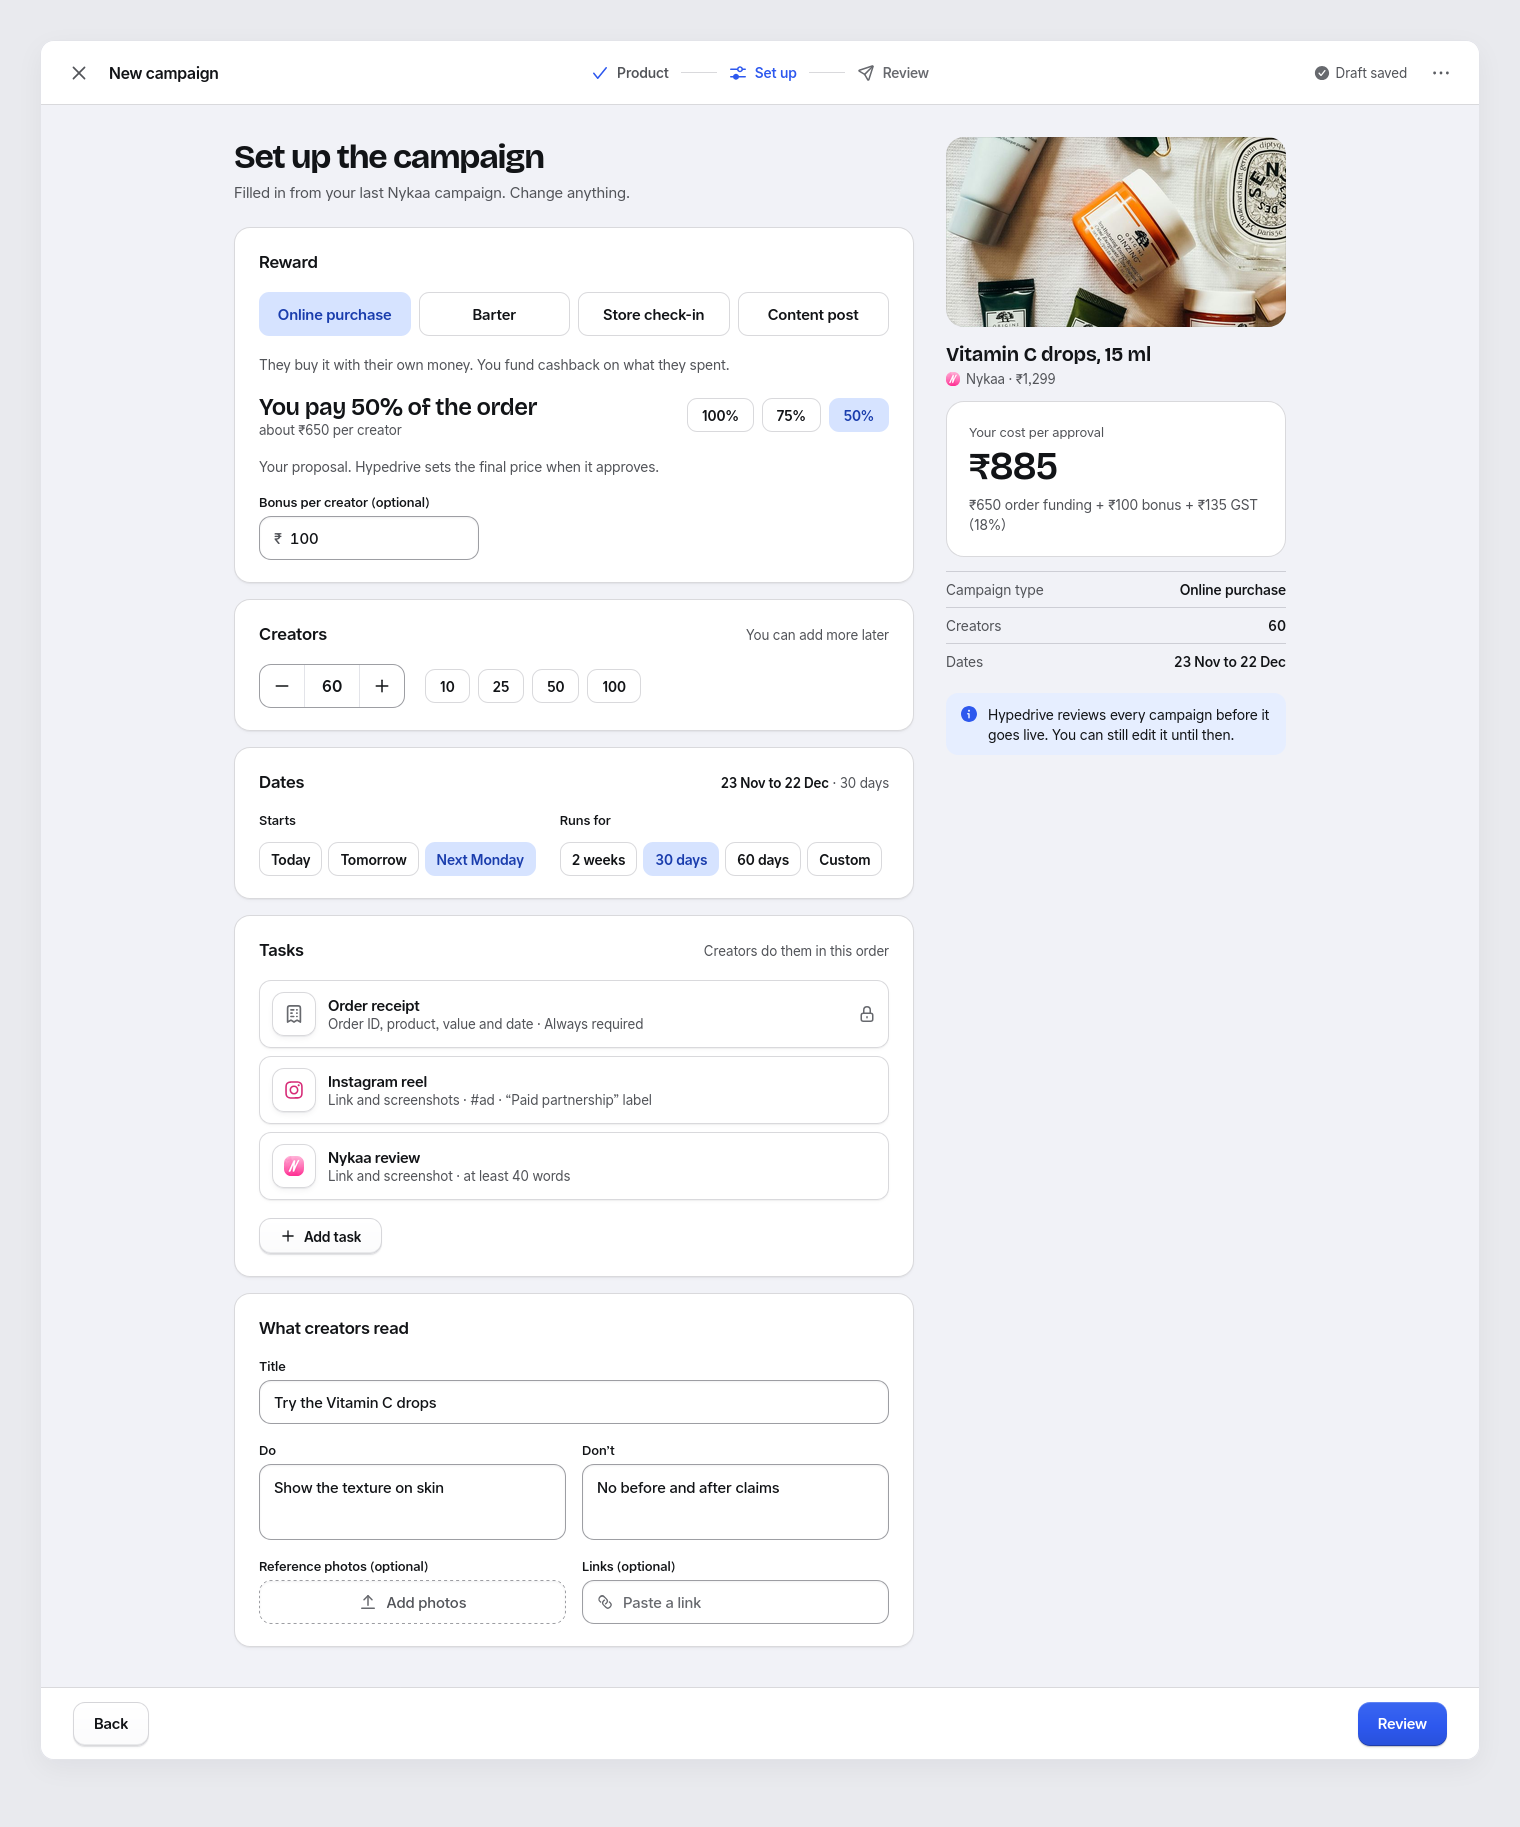 New campaign
Product
Set up
Review
Draft saved
Set up the campaign
Filled in from your last Nykaa campaign. Change anything.
Reward
Online purchase
Barter
Store check-in
Content post
They buy it with their own money. You fund cashback on what they spent.
You pay 50% of the order
about ₹650 per creator
100%
75%
50%
Your proposal. Hypedrive sets the final price when it approves.
Bonus per creator (optional)
₹ 100
Creators
You can add more later
60
10
25
50
100
Dates
23 Nov to 22 Dec · 30 days
Starts
Runs for
Today
Tomorrow
Next Monday
2 weeks
30 days
60 days
Custom
Tasks
Creators do them in this order
Order receipt
Order ID, product, value and date · Always required
Instagram reel
Link and screenshots · #ad · “Paid partnership” label
Nykaa review
Link and screenshot · at least 40 words
Add task
What creators read
Title
Try the Vitamin C drops
Do
Don’t
Show the texture on skin
No before and after claims
Reference photos (optional)
Links (optional)
Add photos
Paste a link
ORIGINS
GINZING
diptyque
paris 5e
Vitamin C drops, 15 ml
Nykaa · ₹1,299
Your cost per approval
₹885
₹650 order funding + ₹100 bonus + ₹135 GST
(18%)
Campaign type
Online purchase
Creators
60
Dates
23 Nov to 22 Dec
Hypedrive reviews every campaign before it
goes live. You can still edit it until then.
Back
Review